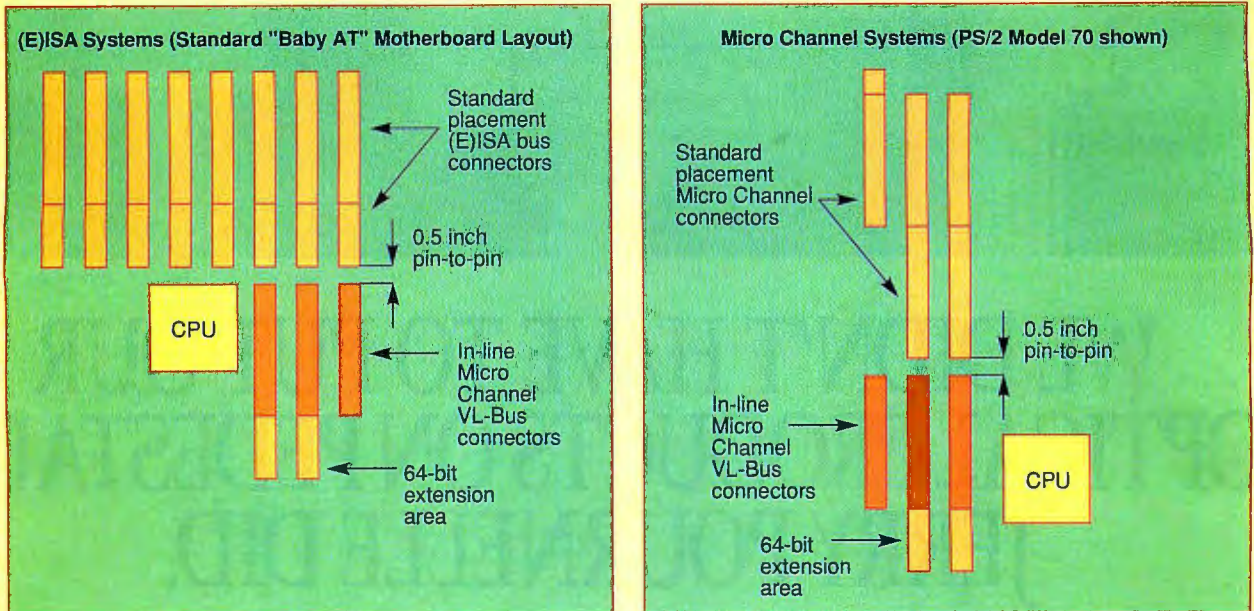 (E)ISA Systems (Standard "Baby AT" Motherboard Layout)
Standard
placement
(E)ISA bus
connectors
0.5 inch
pin-to-pin
CPU
In-line
Micro
Channel
VL-Bus
connectors
64-bit
extension
area
Micro Channel Systems (PS/2 Model 70 shown)
Standard
placement
Micro Channel
connectors
0.5 inch
pin-to-pin
In-line
Micro
Channel
VL-Bus
connectors
CPU
64-bit
extension
area